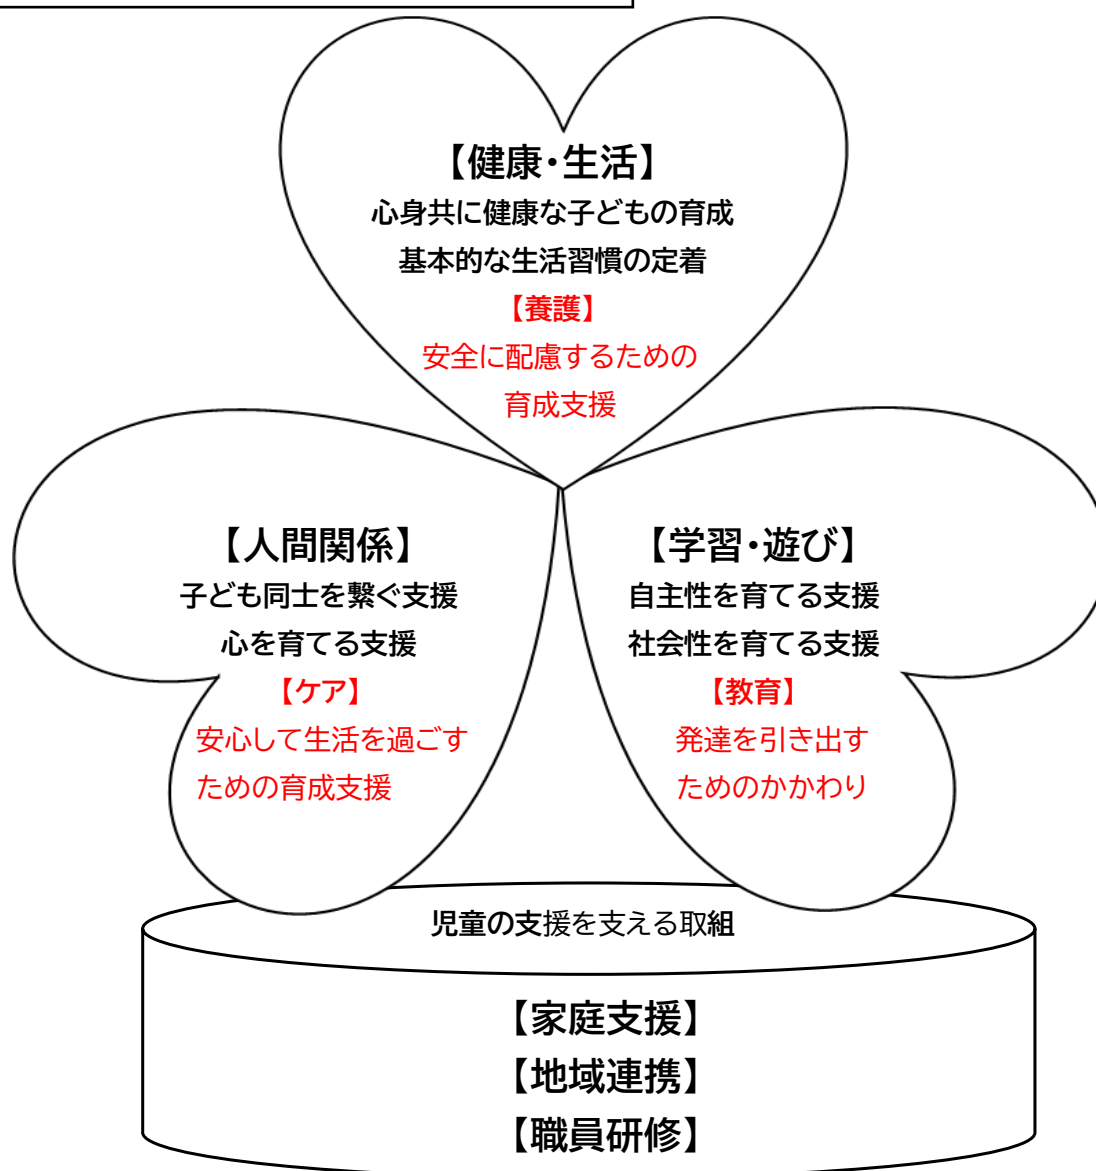 【健康・生活】
心身共に健康な子どもの育成
基本的な生活習慣の定着
【養護】
安全に配慮するための
育成支援
【人間関係】
子ども同士を繋ぐ支援
心を育てる支援
【ケア】
安心して生活を過ごす
ための育成支援
【学習・遊び】
自主性を育てる支援
社会性を育てる支援
【教育】
発達を引き出す
ためのかかわり
児童の支援を支える取組
【家庭支援】
【地域連携】
【職員研修】